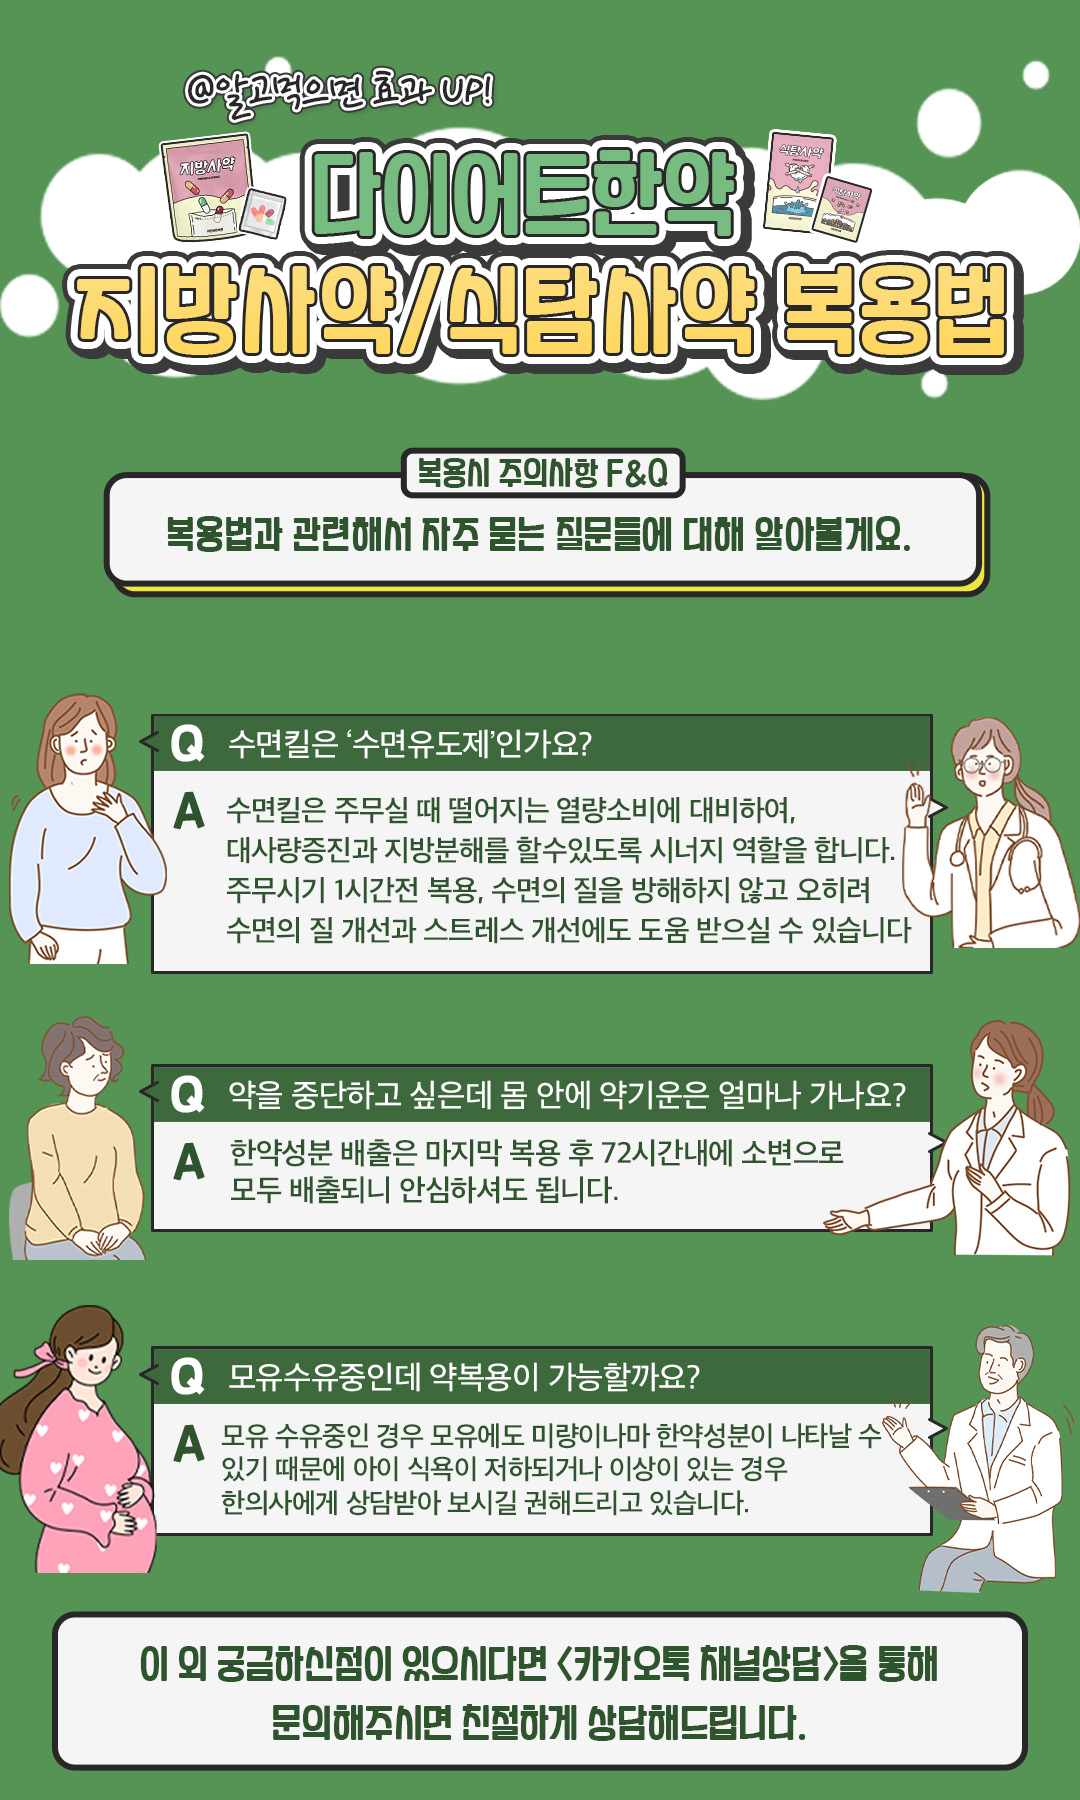 @알고먹으면 효과 UP!
다이어트한약
지방사약
식탐사약
식탐사약
지방사약/식탐사약 복용법
복용시 주의사항 F&Q
복용법과 관련해서 자주 묻는 질문들에 대해 알아볼게요.
Q 수면킬은 ‘수면유도제’인가요?
A 수면킬은 주무실 때 떨어지는 열량소비에 대비하여,
대사량증진과 지방분해를 할수있도록 시너지 역할을 합니다.
주무시기 1시간전 복용, 수면의 질을 방해하지 않고 오히려
수면의 질 개선과 스트레스 개선에도 도움 받으실 수 있습니다
Q 약을 중단하고 싶은데 몸 안에 약기운은 얼마나 가나요?
A 한약성분 배출은 마지막 복용 후 72시간내에 소변으로
모두 배출되니 안심하셔도 됩니다.
Q 모유수유중인데 약복용이 가능할까요?
A 모유 수유중인 경우 모유에도 미량이나마 한약성분이 나타날 수
있기 때문에 아이 식욕이 저하되거나 이상이 있는 경우
한의사에게 상담받아 보시길 권해드리고 있습니다.
이 외 궁금하신점이 있으시다면 <카카오톡 채널상담>을 통해
문의해주시면 친절하게 상담해드립니다.